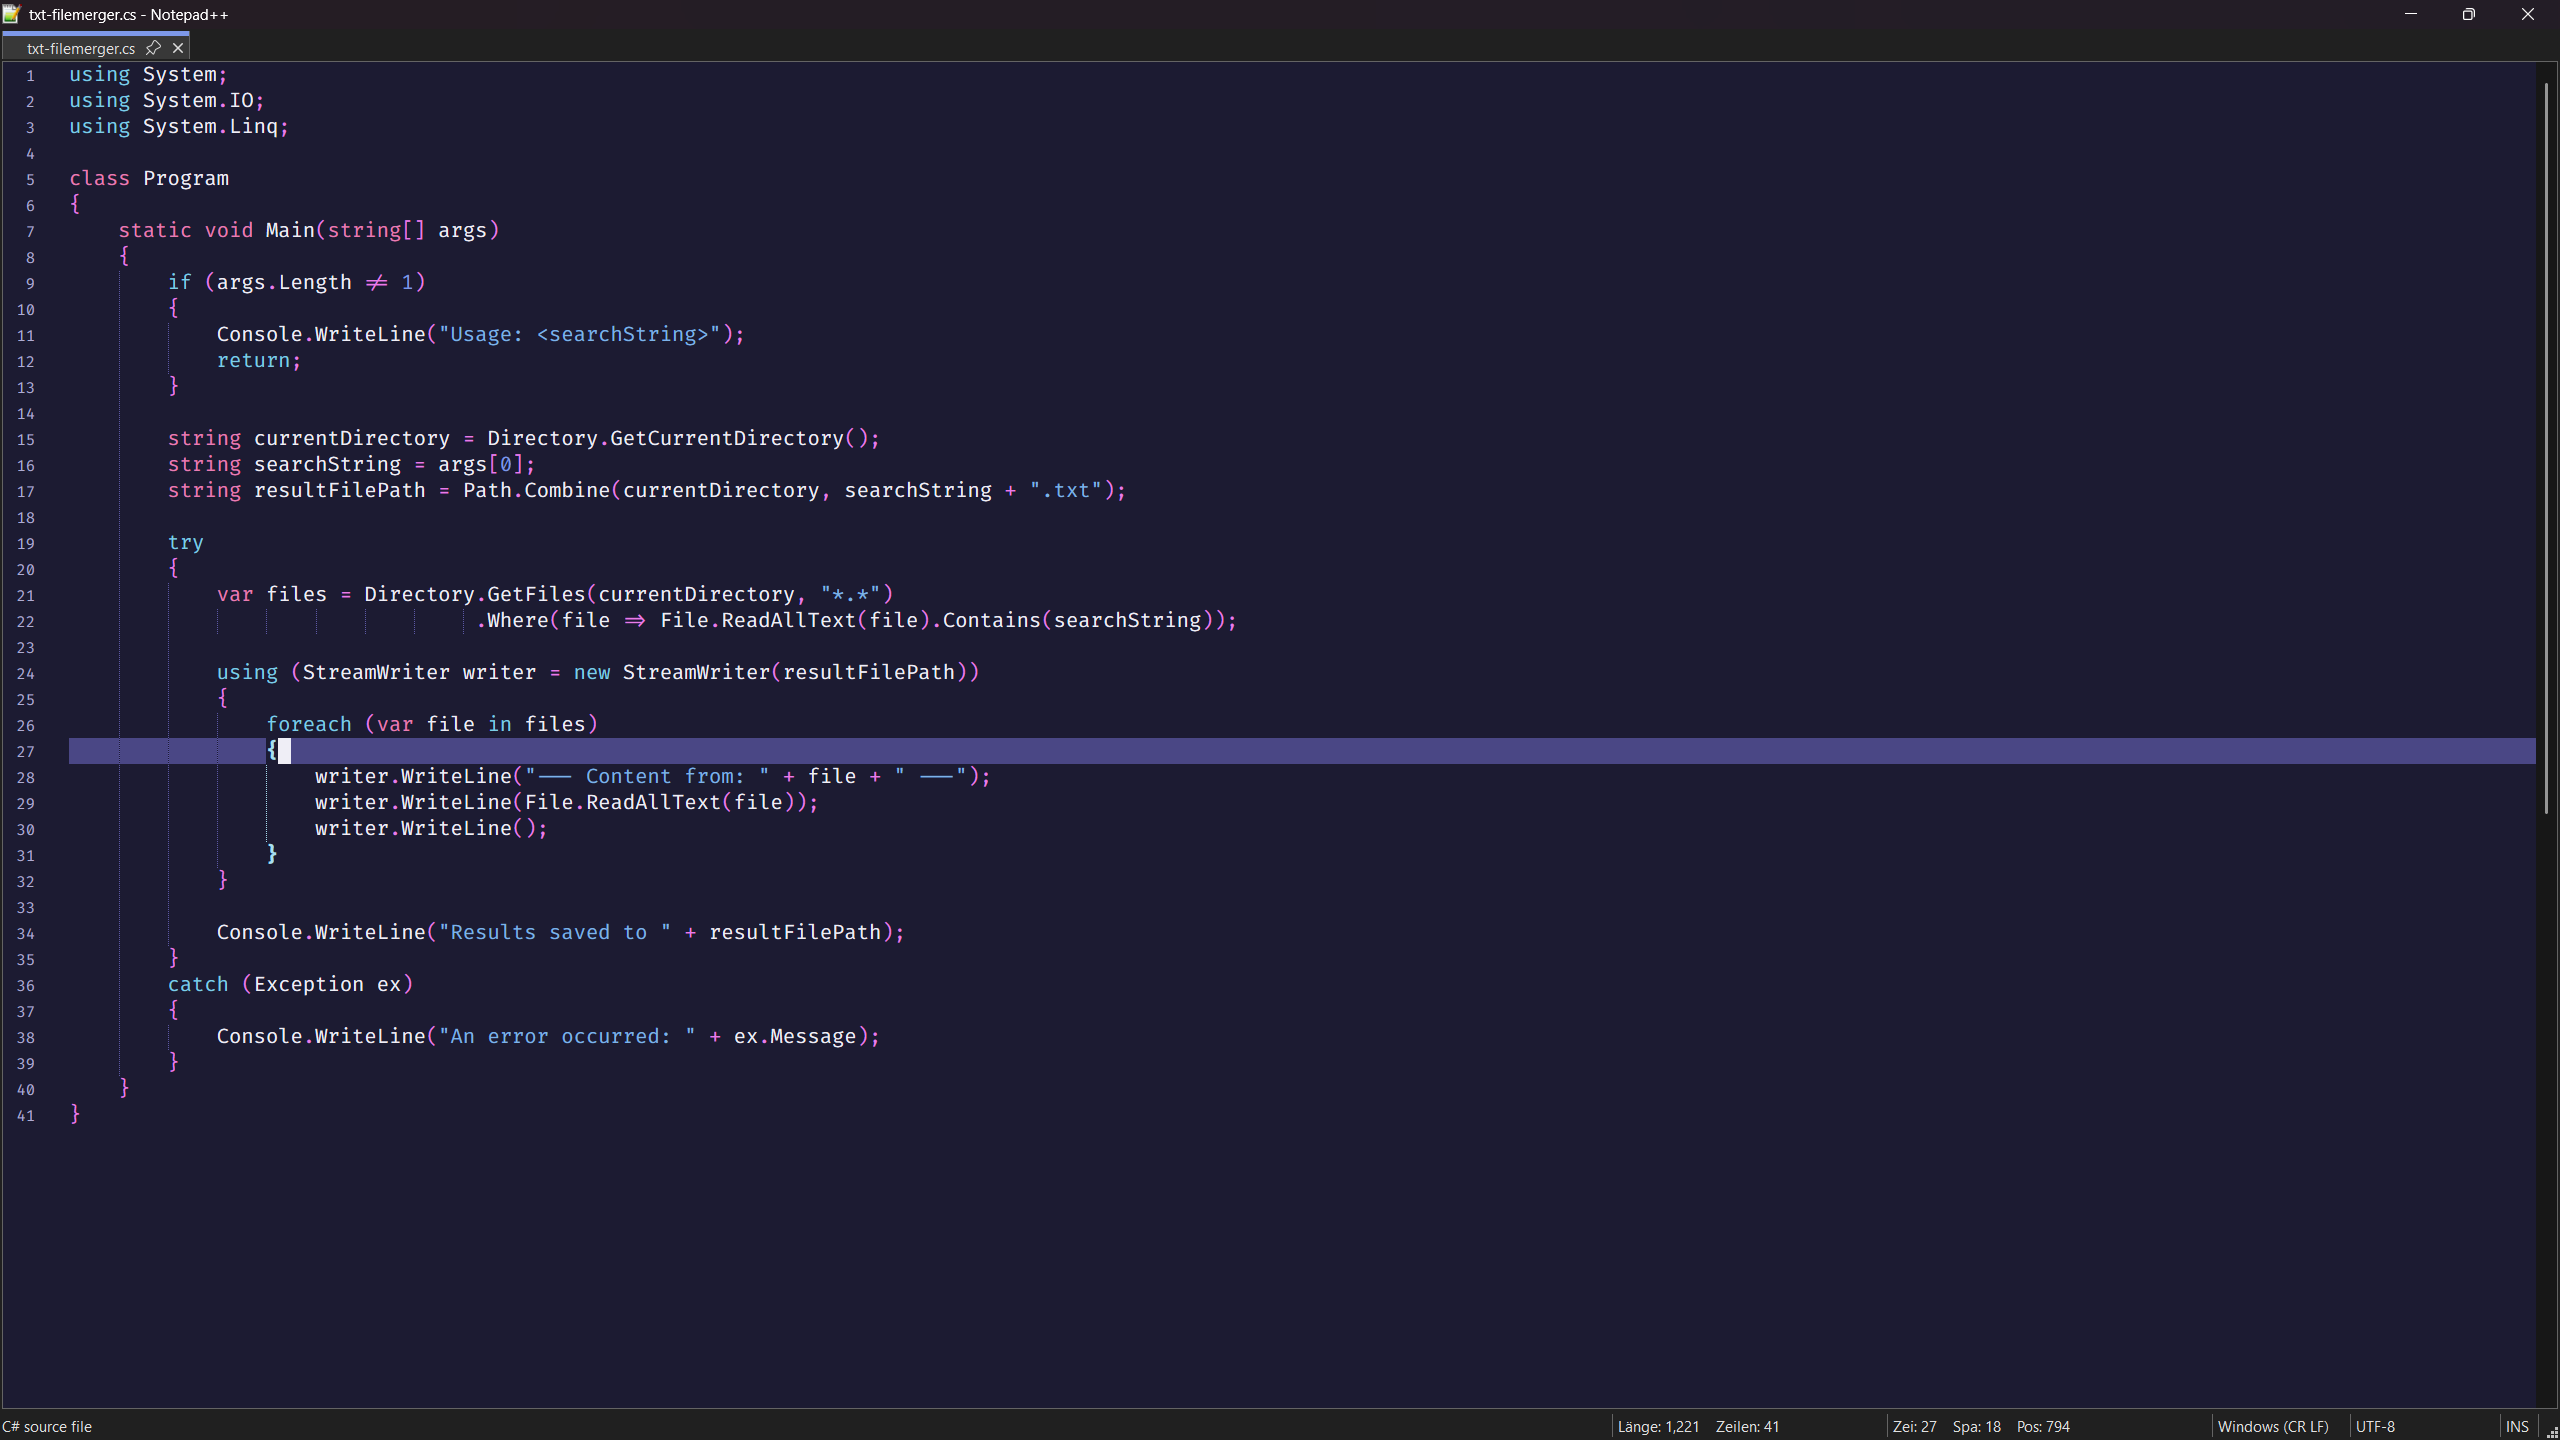 txt-filemerger.cs - Notepad++
txt-filemerger.cs
1 using System;
2 using System.IO;
3 using System.Linq;
4
5 class Program
6 {
7     static void Main(string[] args)
8     {
9         if (args.Length != 1)
10         {
11             Console.WriteLine("Usage: <searchString>");
12             return;
13         }
14
15         string currentDirectory = Directory.GetCurrentDirectory();
16         string searchString = args[0];
17         string resultFilePath = Path.Combine(currentDirectory, searchString + ".txt");
18
19         try
20         {
21             var files = Directory.GetFiles(currentDirectory, "*.*")
22                                  .Where(file => File.ReadAllText(file).Contains(searchString));
23
24             using (StreamWriter writer = new StreamWriter(resultFilePath))
25             {
26                 foreach (var file in files)
27                 {
28                     writer.WriteLine("--- Content from: " + file + " ---");
29                     writer.WriteLine(File.ReadAllText(file));
30                     writer.WriteLine();
31                 }
32             }
33
34             Console.WriteLine("Results saved to " + resultFilePath);
35         }
36         catch (Exception ex)
37         {
38             Console.WriteLine("An error occurred: " + ex.Message);
39         }
40     }
41 }
C# source file Länge: 1,221 Zeilen: 41 Zei: 27 Spa: 18 Pos: 794 Windows (CR LF) UTF-8 INS